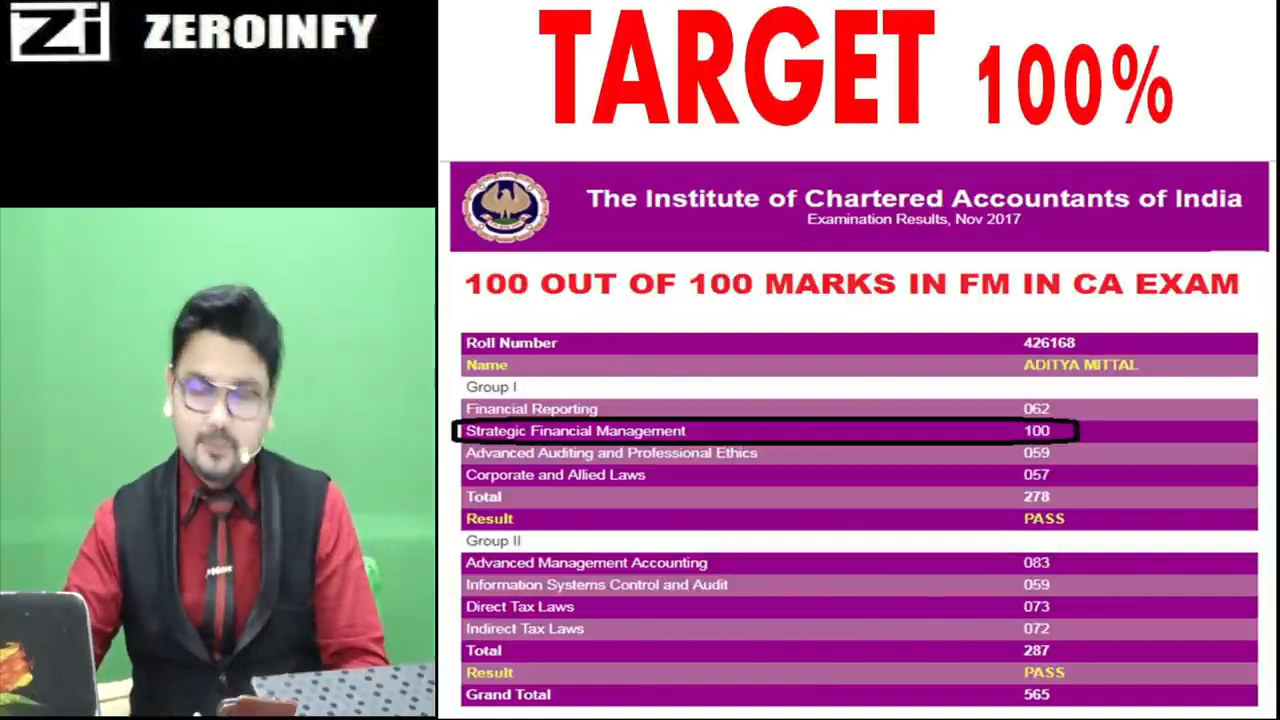 Zi ZEROINFY
TARGET 100%
The Institute of Chartered Accountants of India
Examination Results, Nov 2017
100 OUT OF 100 MARKS IN FM IN CA EXAM
Roll Number 426168
Name ADITYA MITTAL
Group I
Financial Reporting 062
Strategic Financial Management 100
Advanced Auditing and Professional Ethics 059
Corporate and Allied Laws 057
Total 278
Result PASS
Group II
Advanced Management Accounting 083
Information Systems Control and Audit 059
Direct Tax Laws 073
Indirect Tax Laws 072
Total 287
Result PASS
Grand Total 565